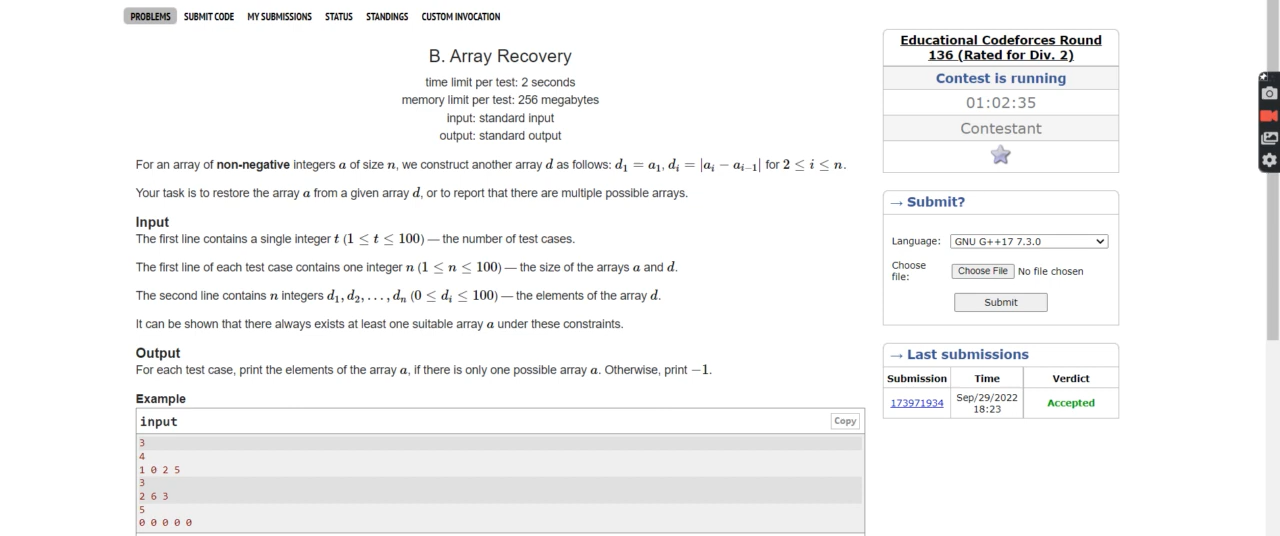 PROBLEMS SUBMIT CODE MY SUBMISSIONS STATUS STANDINGS CUSTOM INVOCATION
B. Array Recovery
time limit per test: 2 seconds
memory limit per test: 256 megabytes
input: standard input
output: standard output
For an array of non-negative integers a of size n, we construct another array d as follows: d₁ = a₁, dᵢ = |aᵢ − aᵢ₋₁| for 2 ≤ i ≤ n.
Your task is to restore the array a from a given array d, or to report that there are multiple possible arrays.
Input
The first line contains a single integer t (1 ≤ t ≤ 100) — the number of test cases.
The first line of each test case contains one integer n (1 ≤ n ≤ 100) — the size of the arrays a and d.
The second line contains n integers d₁, d₂, …, dₙ (0 ≤ dᵢ ≤ 100) — the elements of the array d.
It can be shown that there always exists at least one suitable array a under these constraints.
Output
For each test case, print the elements of the array a, if there is only one possible array a. Otherwise, print −1.
Example
input
Copy
3
4
1 0 2 5
3
2 6 3
5
0 0 0 0 0
Educational Codeforces Round
136 (Rated for Div. 2)
Contest is running
01:02:35
Contestant
→ Submit?
Language: GNU G++17 7.3.0
Choose file: Choose File No file chosen
Submit
→ Last submissions
Submission Time Verdict
173971934 Sep/29/2022 18:23 Accepted